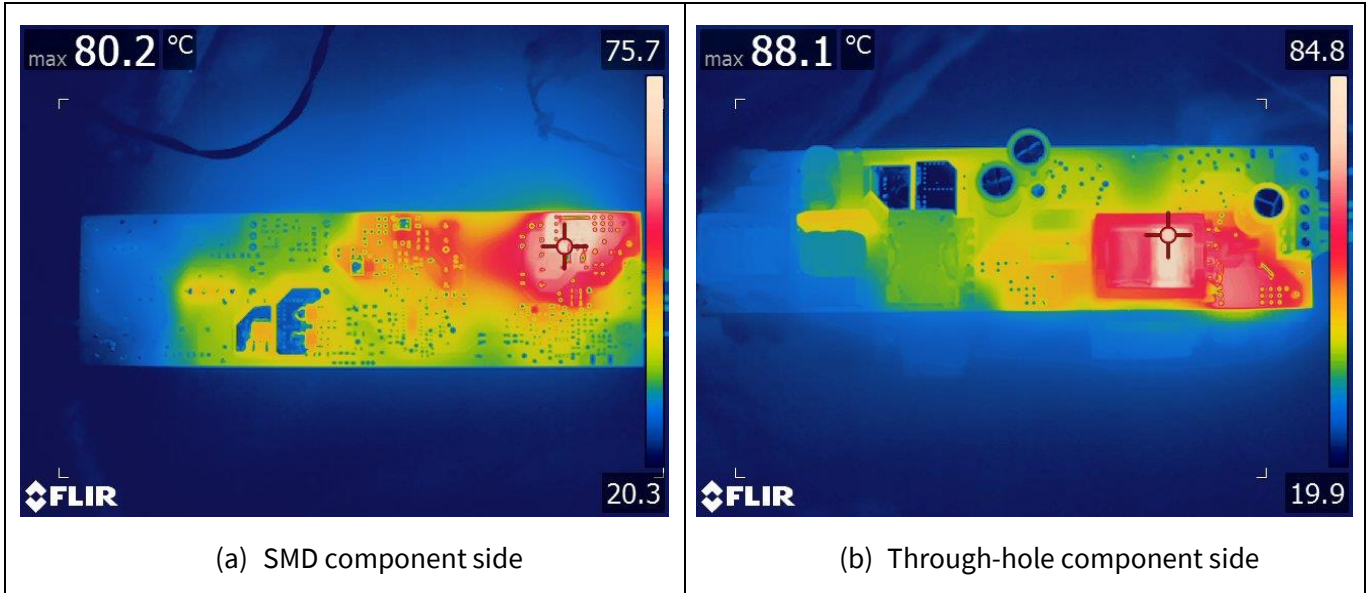 max 80.2 °C
75.7
FLIR
20.3
(a) SMD component side
max 88.1 °C
84.8
FLIR
19.9
(b) Through-hole component side